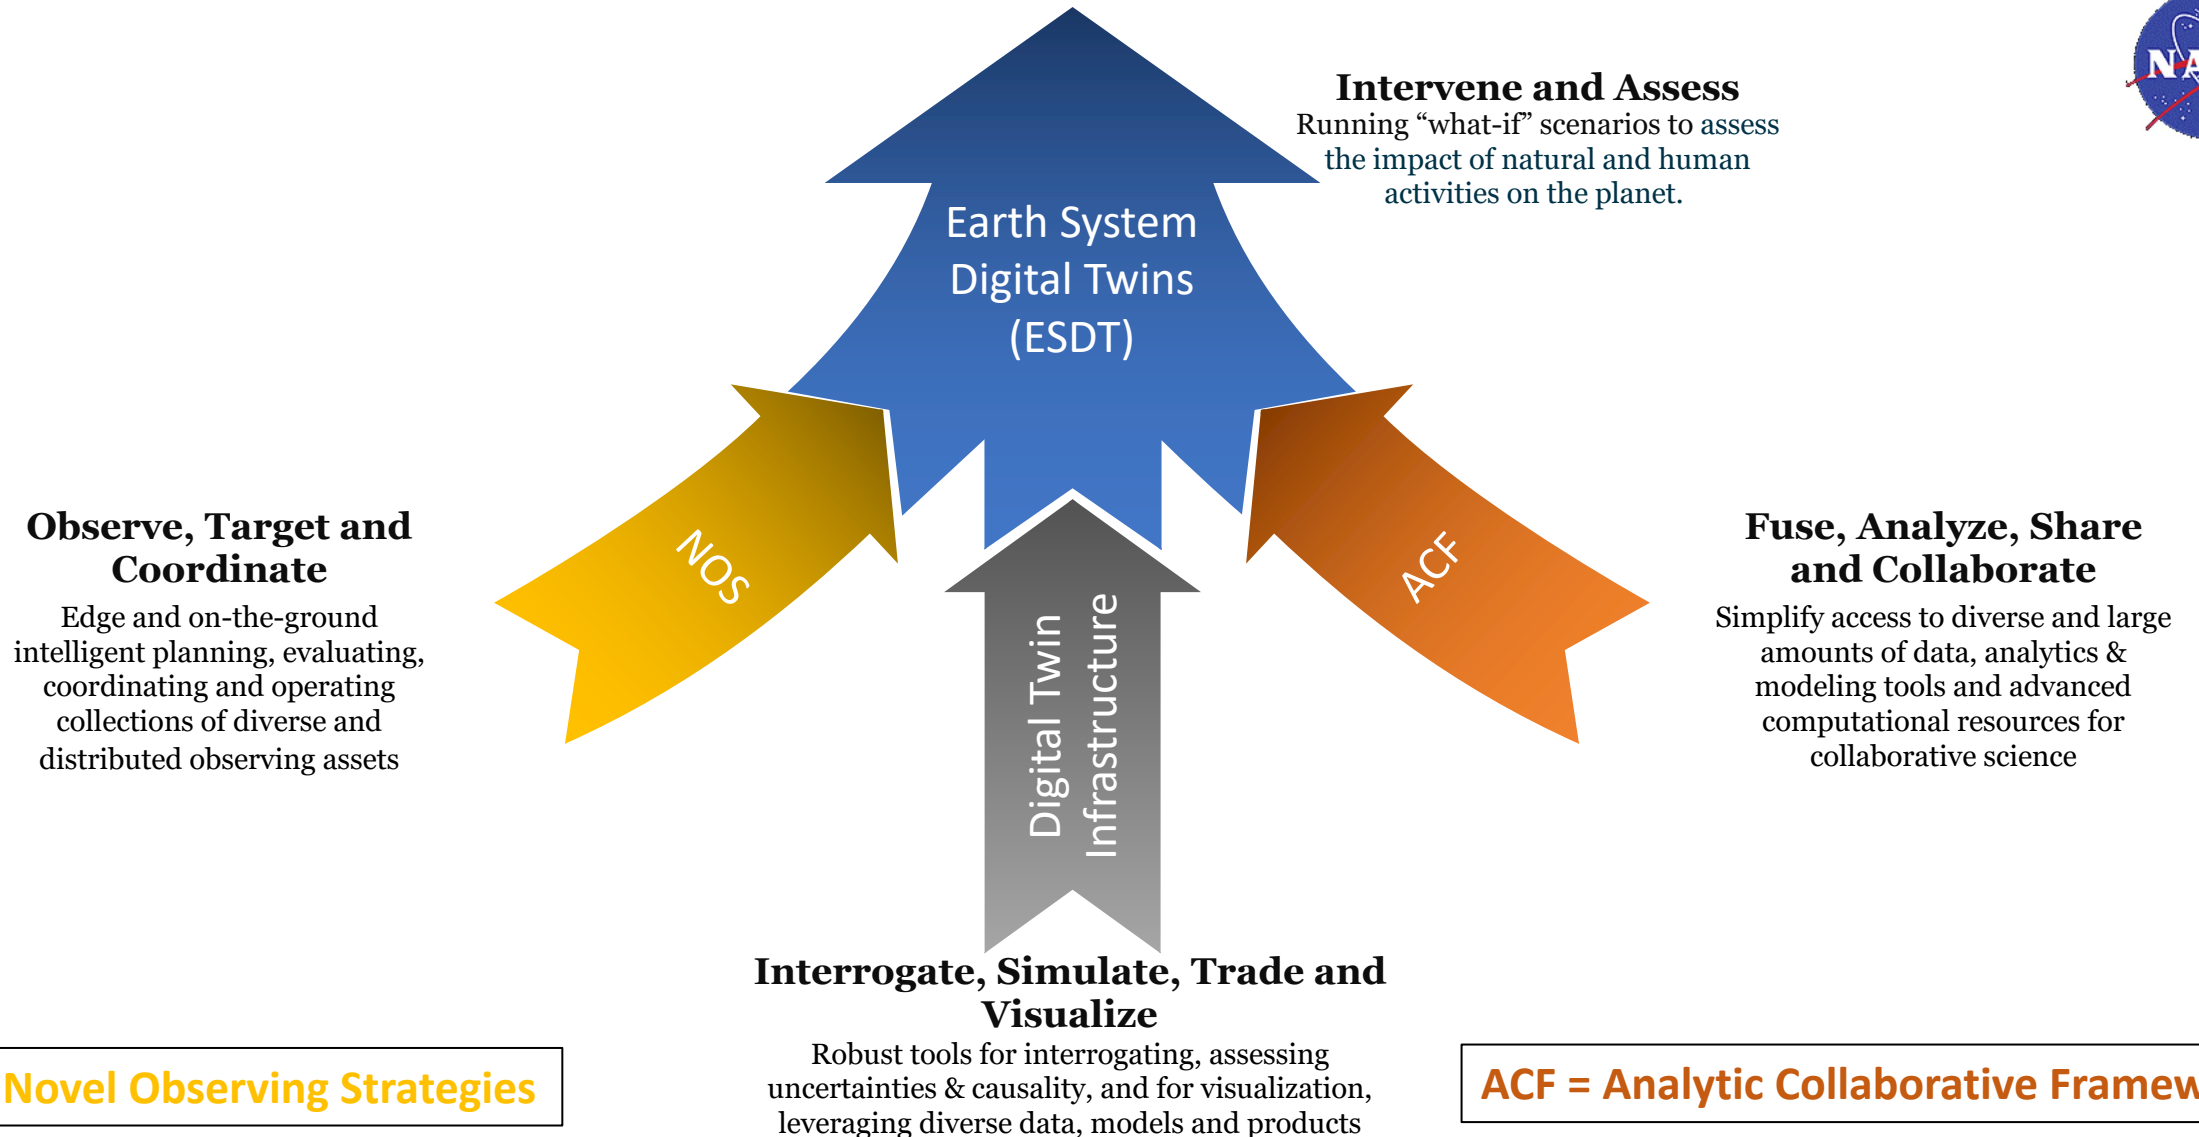 Intervene and Assess
Running “what-if” scenarios to assess
the impact of natural and human
activities on the planet.
Earth System
Digital Twins
(ESDT)
Observe, Target and
Coordinate
Edge and on-the-ground
intelligent planning, evaluating,
coordinating and operating
collections of diverse and
distributed observing assets
NOS
Digital Twin
Infrastructure
ACF
Fuse, Analyze, Share
and Collaborate
Simplify access to diverse and large
amounts of data, analytics &
modeling tools and advanced
computational resources for
collaborative science
Interrogate, Simulate, Trade and
Visualize
Robust tools for interrogating, assessing
uncertainties & causality, and for visualization,
leveraging diverse data, models and products
Novel Observing Strategies
ACF = Analytic Collaborative